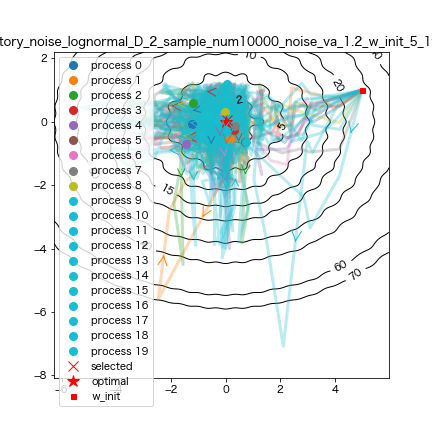 tory_noise_lognormal_D_2_sample_num10000_noise_va_1.2_w_init_5_1
process 0
process 1
process 2
process 3
process 4
process 5
process 6
process 7
process 8
process 9
process 10
process 11
process 12
process 13
process 14
process 15
process 16
process 17
process 18
process 19
selected
optimal
w_init
2
0
−2
−4
−6
−8
−6
−2
0
2
4
10
20
2
5
15
60
70